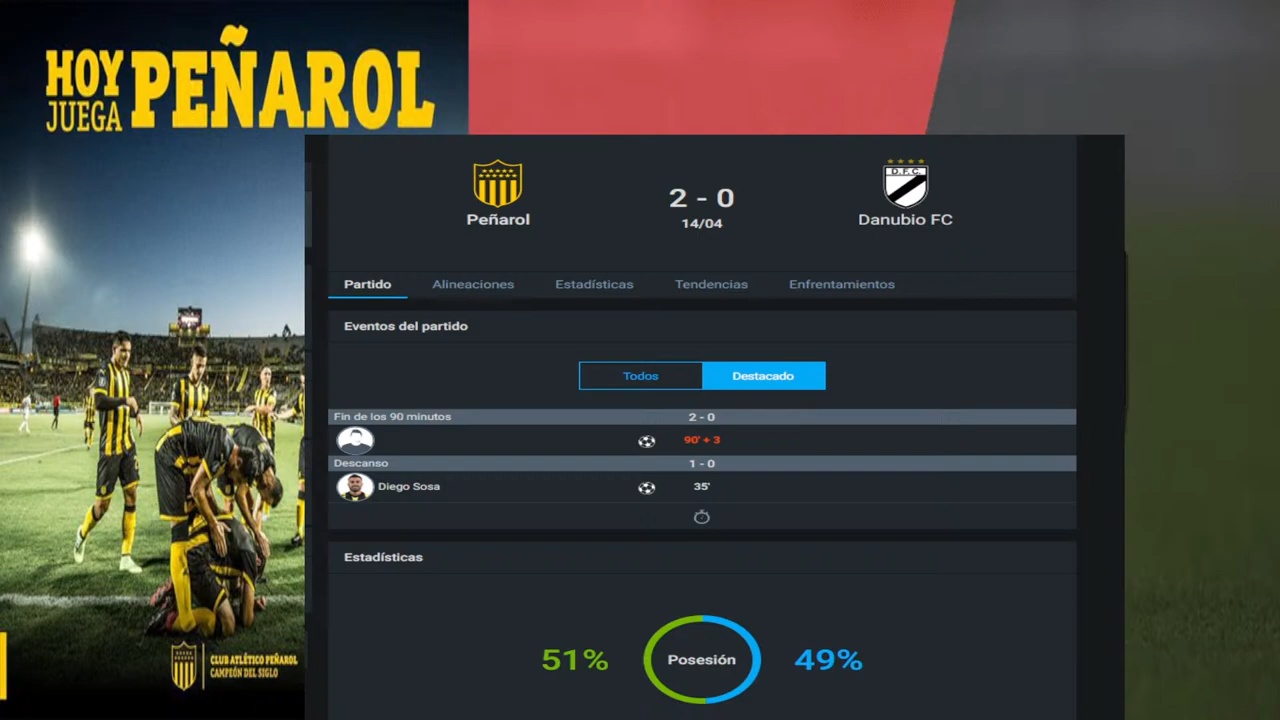 HOY
JUEGA
PEÑAROL
D.F.C.
Peñarol
2 - 0
14/04
Danubio FC
Partido
Alineaciones
Estadísticas
Tendencias
Enfrentamientos
Eventos del partido
Todos
Destacado
Fin de los 90 minutos
2 - 0
90' + 3
Descanso
1 - 0
Diego Sosa
35'
Estadísticas
51%
Posesión
49%
CLUB ATLÉTICO PEÑAROL
CAMPEÓN DEL SIGLO